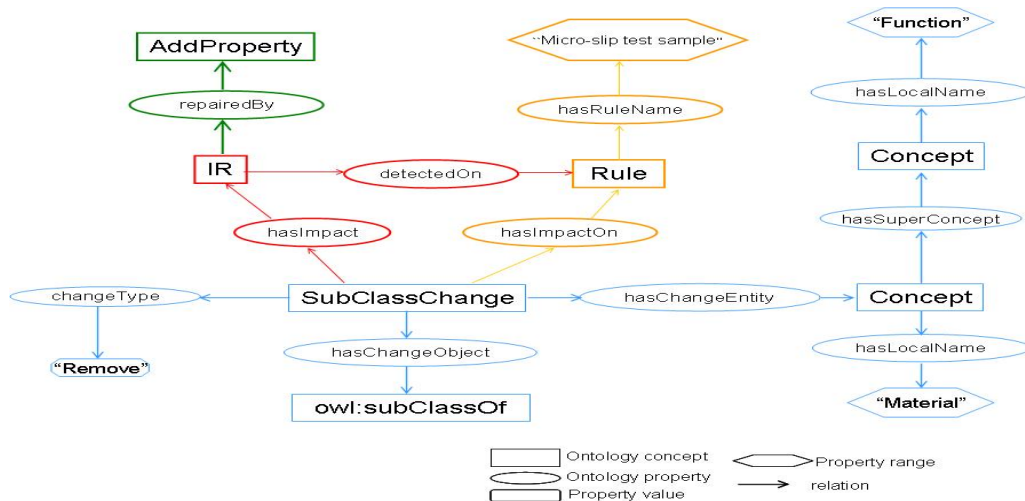 “Function”
AddProperty
“Micro-slip test sample"
repairedBy
hasRuleName
hasLocalName
IR
detectedOn
Rule
Concept
hasImpact
hasImpactOn
hasSuperConcept
changeType
SubClassChange
hasChangeEntity
Concept
hasChangeObject
hasLocalName
“Remove”
owl:subClassOf
“Material”
Ontology concept
Property range
Ontology property
relation
Property value